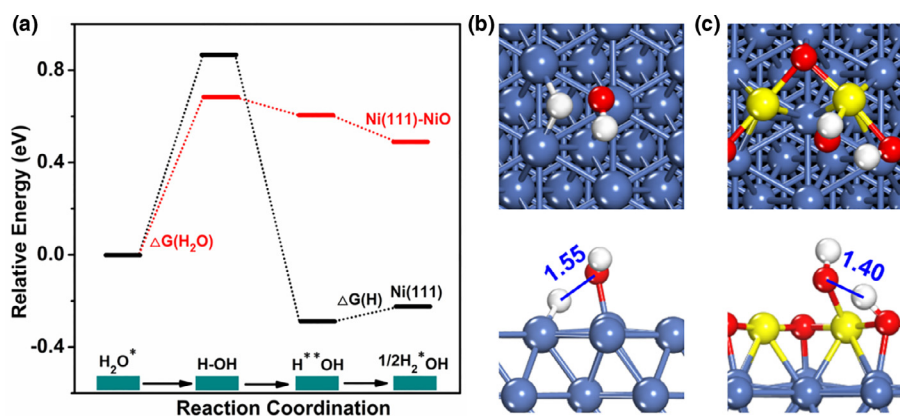 (a)
Relative Energy (eV)
0.8
0.4
0.0
-0.4
Ni(111)-NiO
△G(H₂O)
△G(H)
Ni(111)
H₂O*
H-OH
H**OH
1/2H₂*OH
Reaction Coordination
(b)
1.55
(c)
1.40